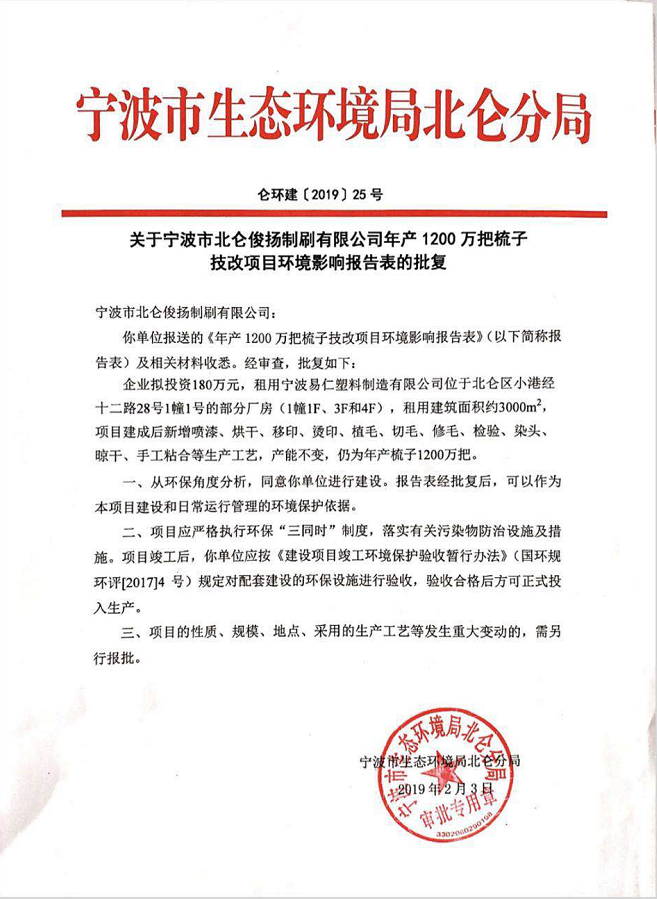 宁波市生态环境局北仑分局
仑环建〔2019〕25 号
关于宁波市北仑俊扬制刷有限公司年产 1200 万把梳子
技改项目环境影响报告表的批复
宁波市北仑俊扬制刷有限公司：
你单位报送的《年产 1200 万把梳子技改项目环境影响报告表》（以下简称报
告表）及相关材料收悉。经审查，批复如下：
企业拟投资180万元，租用宁波易仁塑料制造有限公司位于北仑区小港经
十二路28号1幢1号的部分厂房（1幢1F、3F和4F），租用建筑面积约3000m²，
项目建成后新增喷漆、烘干、移印、烫印、植毛、切毛、修毛、检验、染头、
晾干、手工粘合等生产工艺，产能不变，仍为年产梳子1200万把。
一、从环保角度分析，同意你单位进行建设。报告表经批复后，可以作为
本项目建设和日常运行管理的环境保护依据。
二、项目应严格执行环保“三同时”制度，落实有关污染物防治设施及措
施。项目竣工后，你单位应按《建设项目竣工环境保护验收暂行办法》（国环规
环评[2017]4 号）规定对配套建设的环保设施进行验收，验收合格后方可正式投
入生产。
三、项目的性质、规模、地点、采用的生产工艺等发生重大变动的，需另
行报批。
宁波市生态环境局北仑分局
2019 年 2 月 3 日
宁波市生态环境局北仑分局
审批专用章
3302060290198